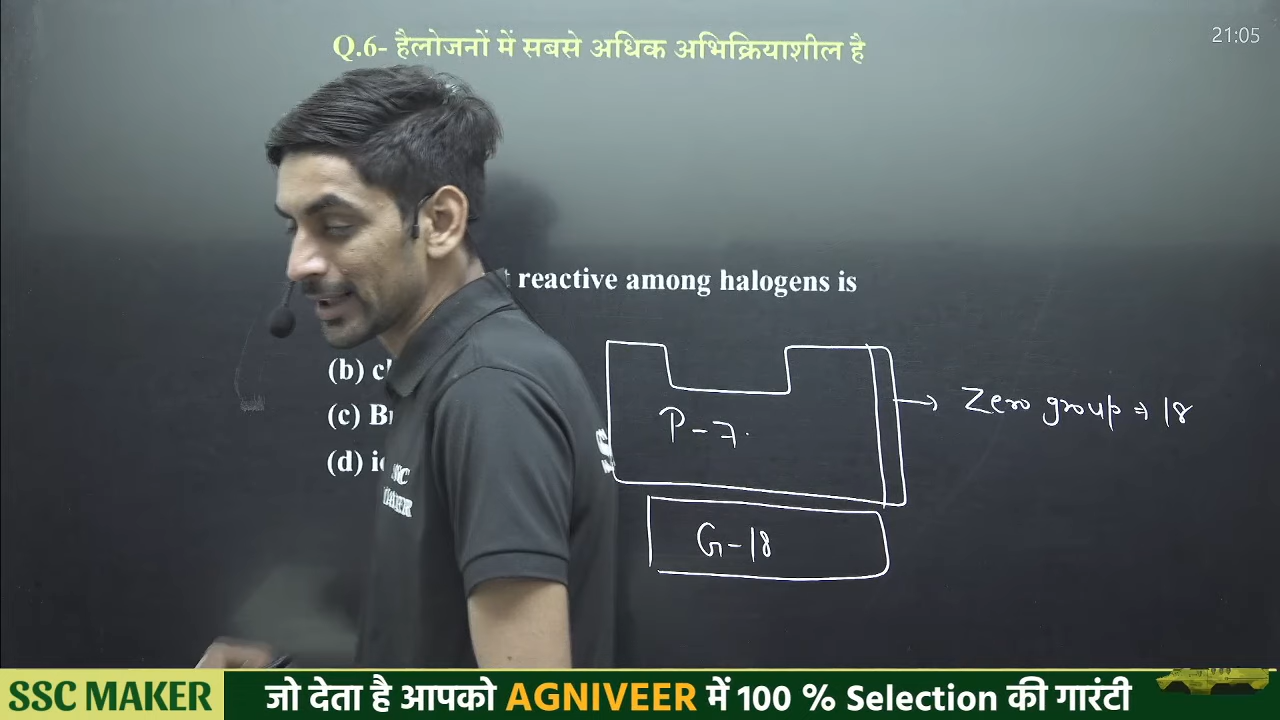 21:05
Q.6- हैलोजनों में सबसे अधिक अभिक्रियाशील है
reactive among halogens is
(b)
(c)
(d)
P-7.
Zero group ⇒ 18
G-18
SSC MAKER
जो देता है आपको AGNIVEER में 100 % Selection की गारंटी